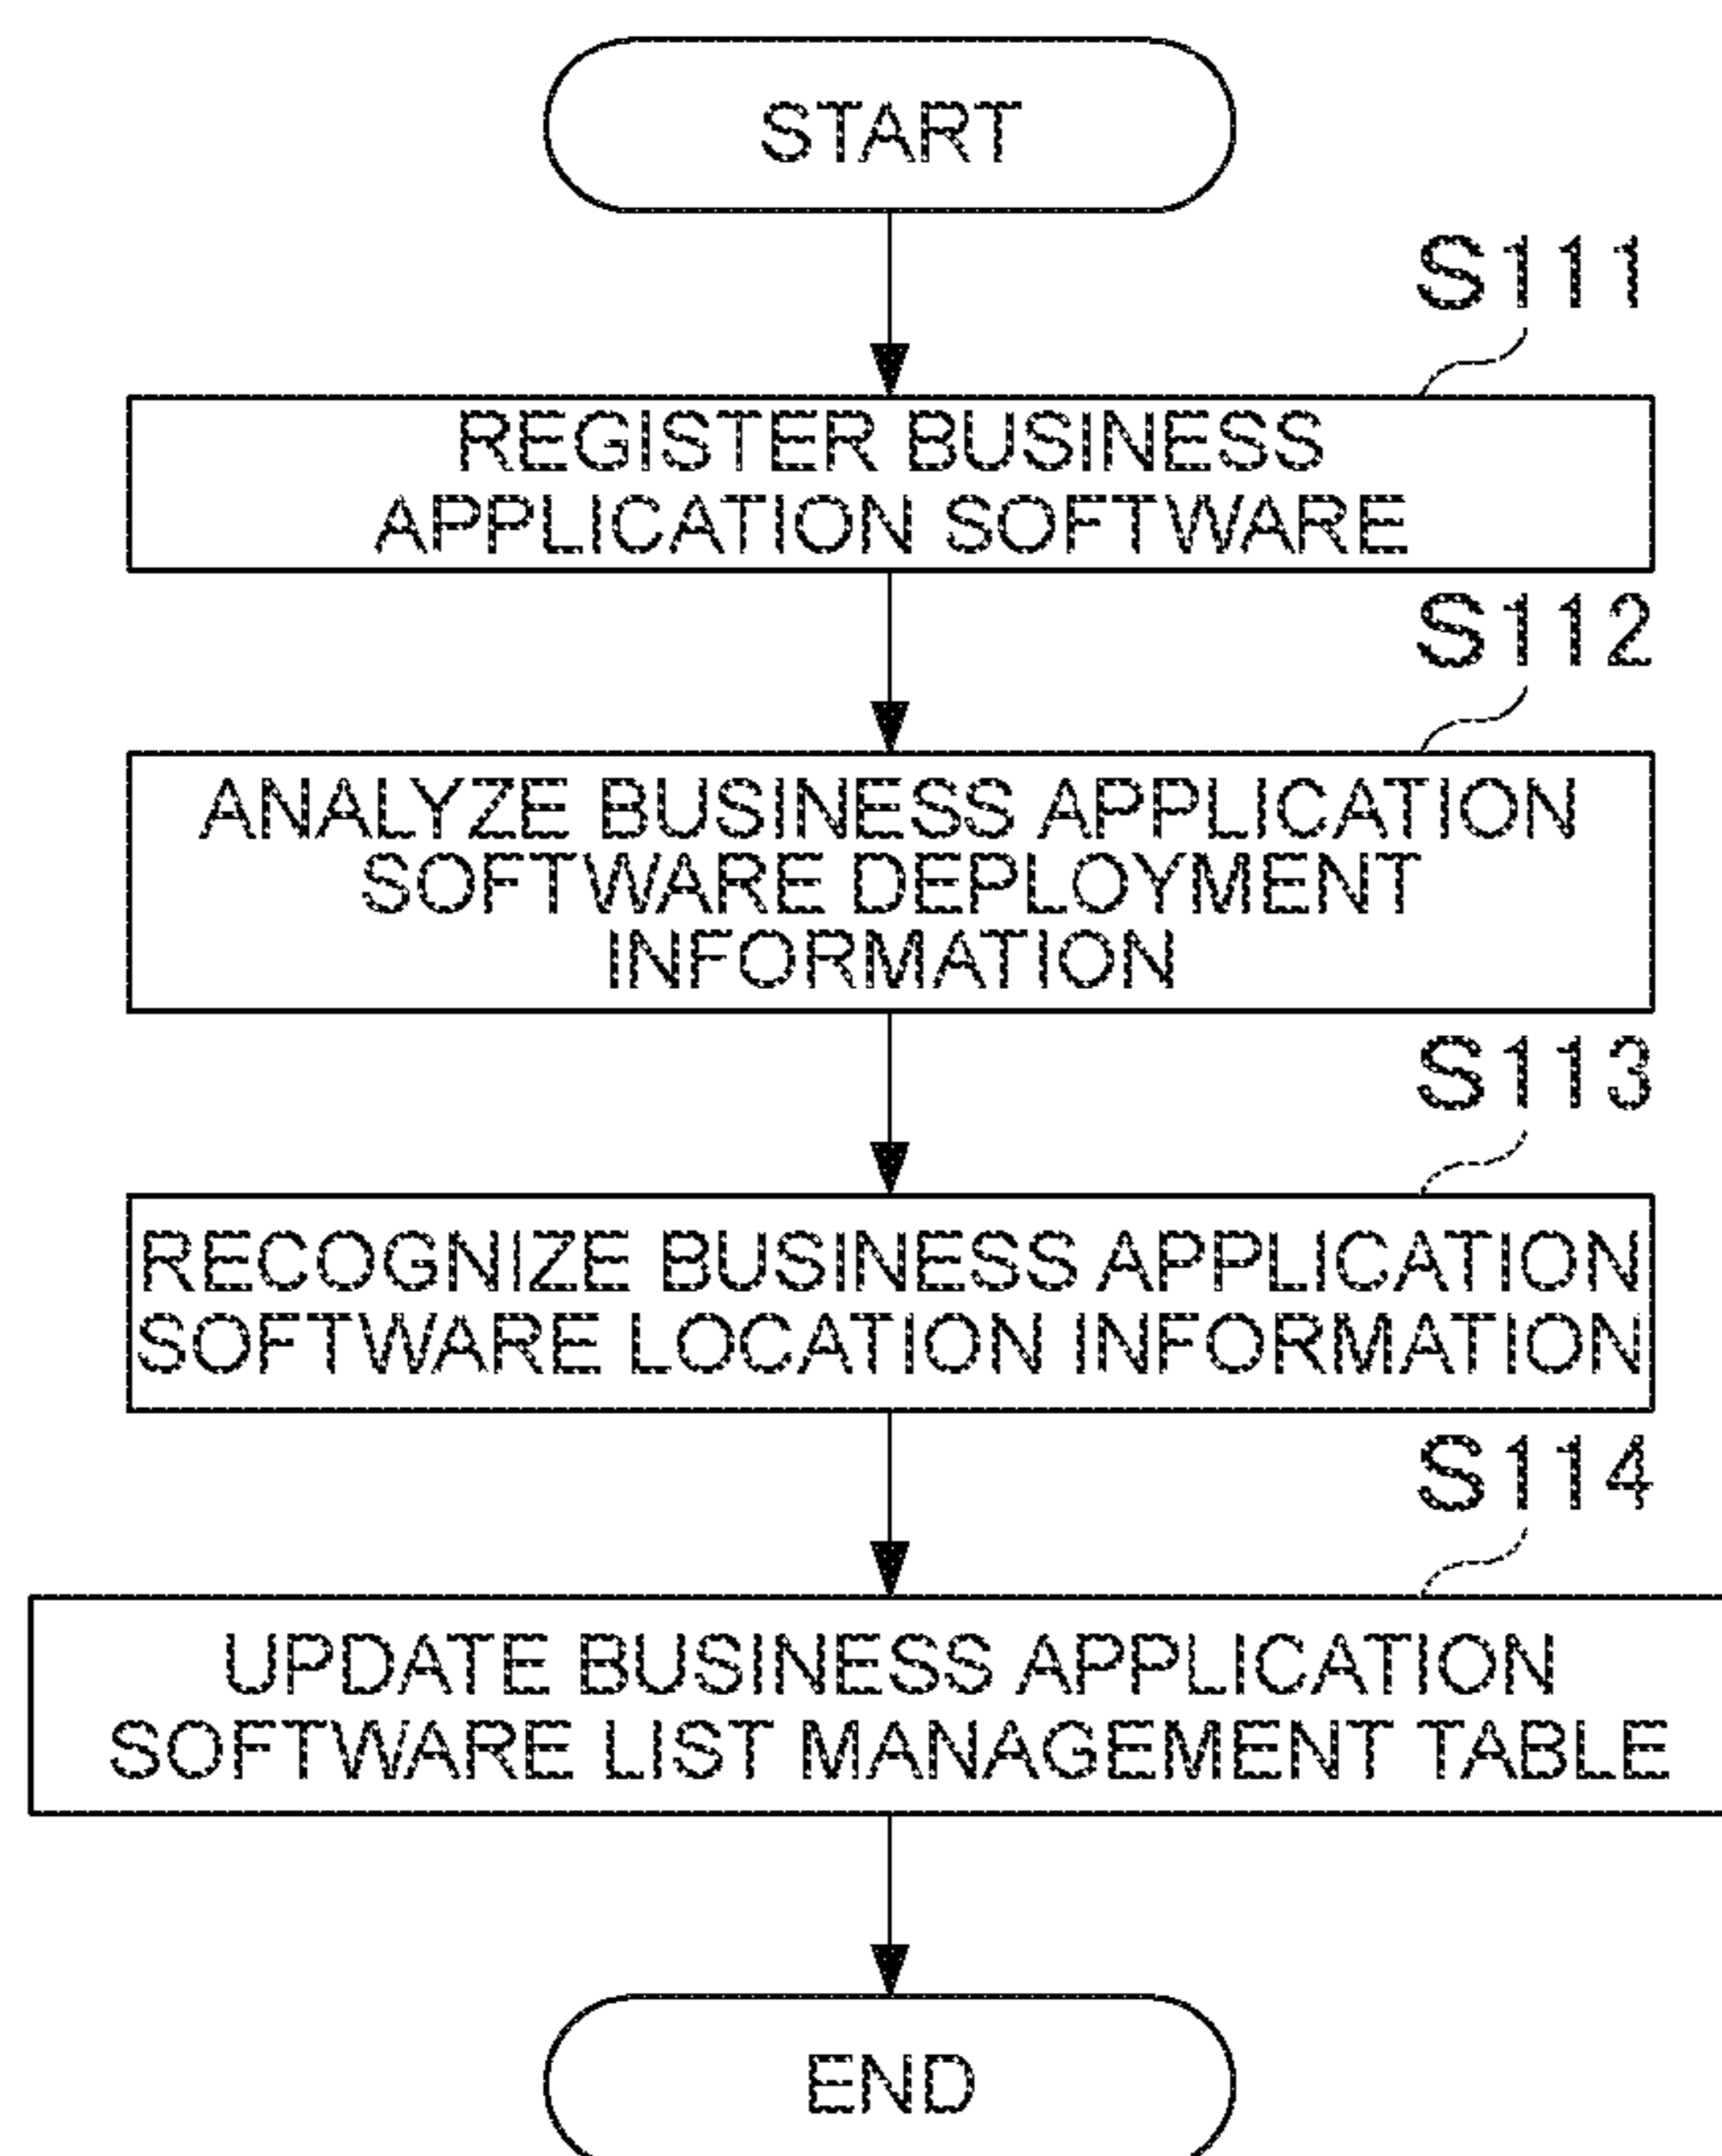 START
S111
REGISTER BUSINESS
APPLICATION SOFTWARE
S112
ANALYZE BUSINESS APPLICATION
SOFTWARE DEPLOYMENT
INFORMATION
S113
RECOGNIZE BUSINESS APPLICATION
SOFTWARE LOCATION INFORMATION
S114
UPDATE BUSINESS APPLICATION
SOFTWARE LIST MANAGEMENT TABLE
END